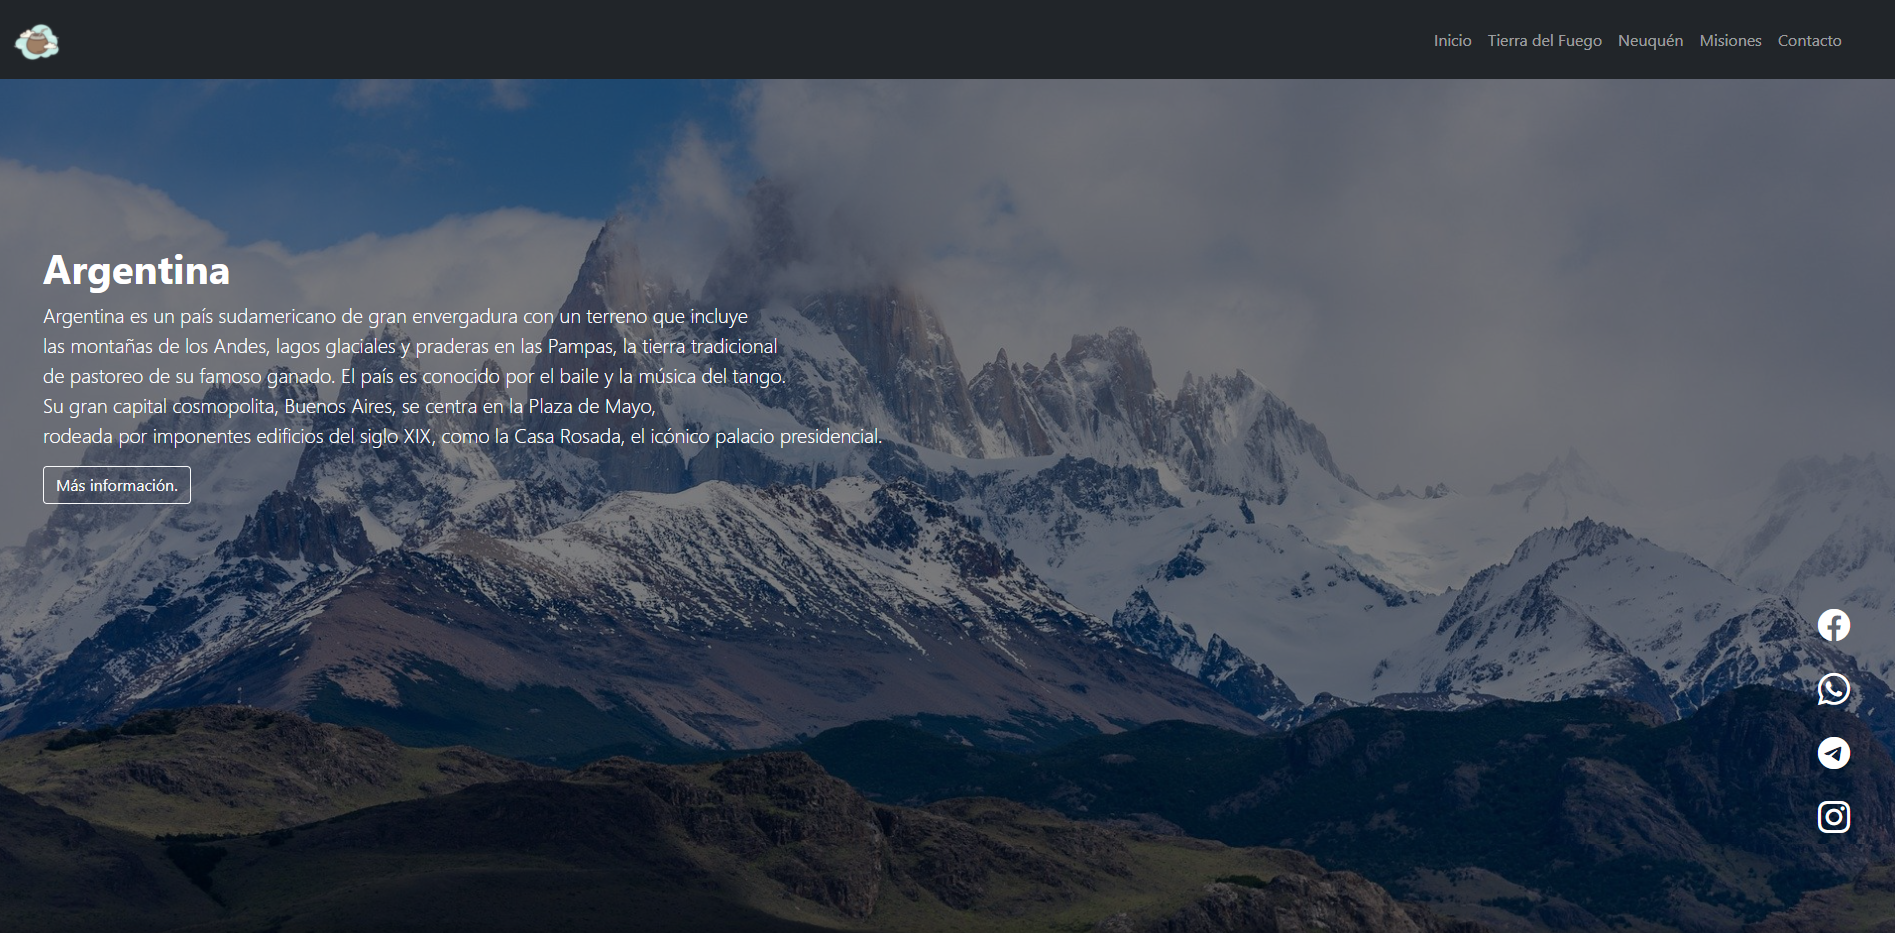 Inicio Tierra del Fuego Neuquén Misiones Contacto
Argentina
Argentina es un país sudamericano de gran envergadura con un terreno que incluye
las montañas de los Andes, lagos glaciales y praderas en las Pampas, la tierra tradicional
de pastoreo de su famoso ganado. El país es conocido por el baile y la música del tango.
Su gran capital cosmopolita, Buenos Aires, se centra en la Plaza de Mayo,
rodeada por imponentes edificios del siglo XIX, como la Casa Rosada, el icónico palacio presidencial.
Más información.